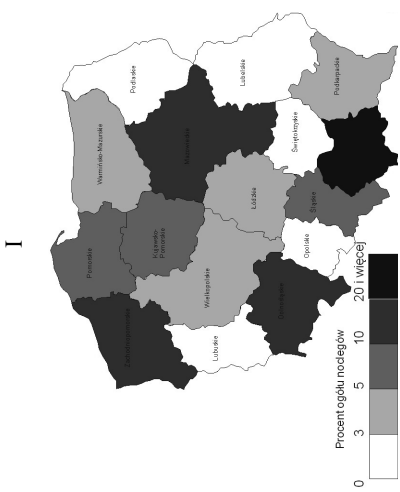 I
Pomorskie
Warmińsko-Mazurskie
Podlaskie
Zachodniopomorskie
Kujawsko-
Pomorskie
Mazowieckie
Lubuskie
Wielkopolskie
Łódzkie
Lubelskie
Dolnośląskie
Opolskie
Śląskie
Świętokrzyskie
Podkarpackie
Procent ogółu noclegów
0 3 5 10 20 i więcej